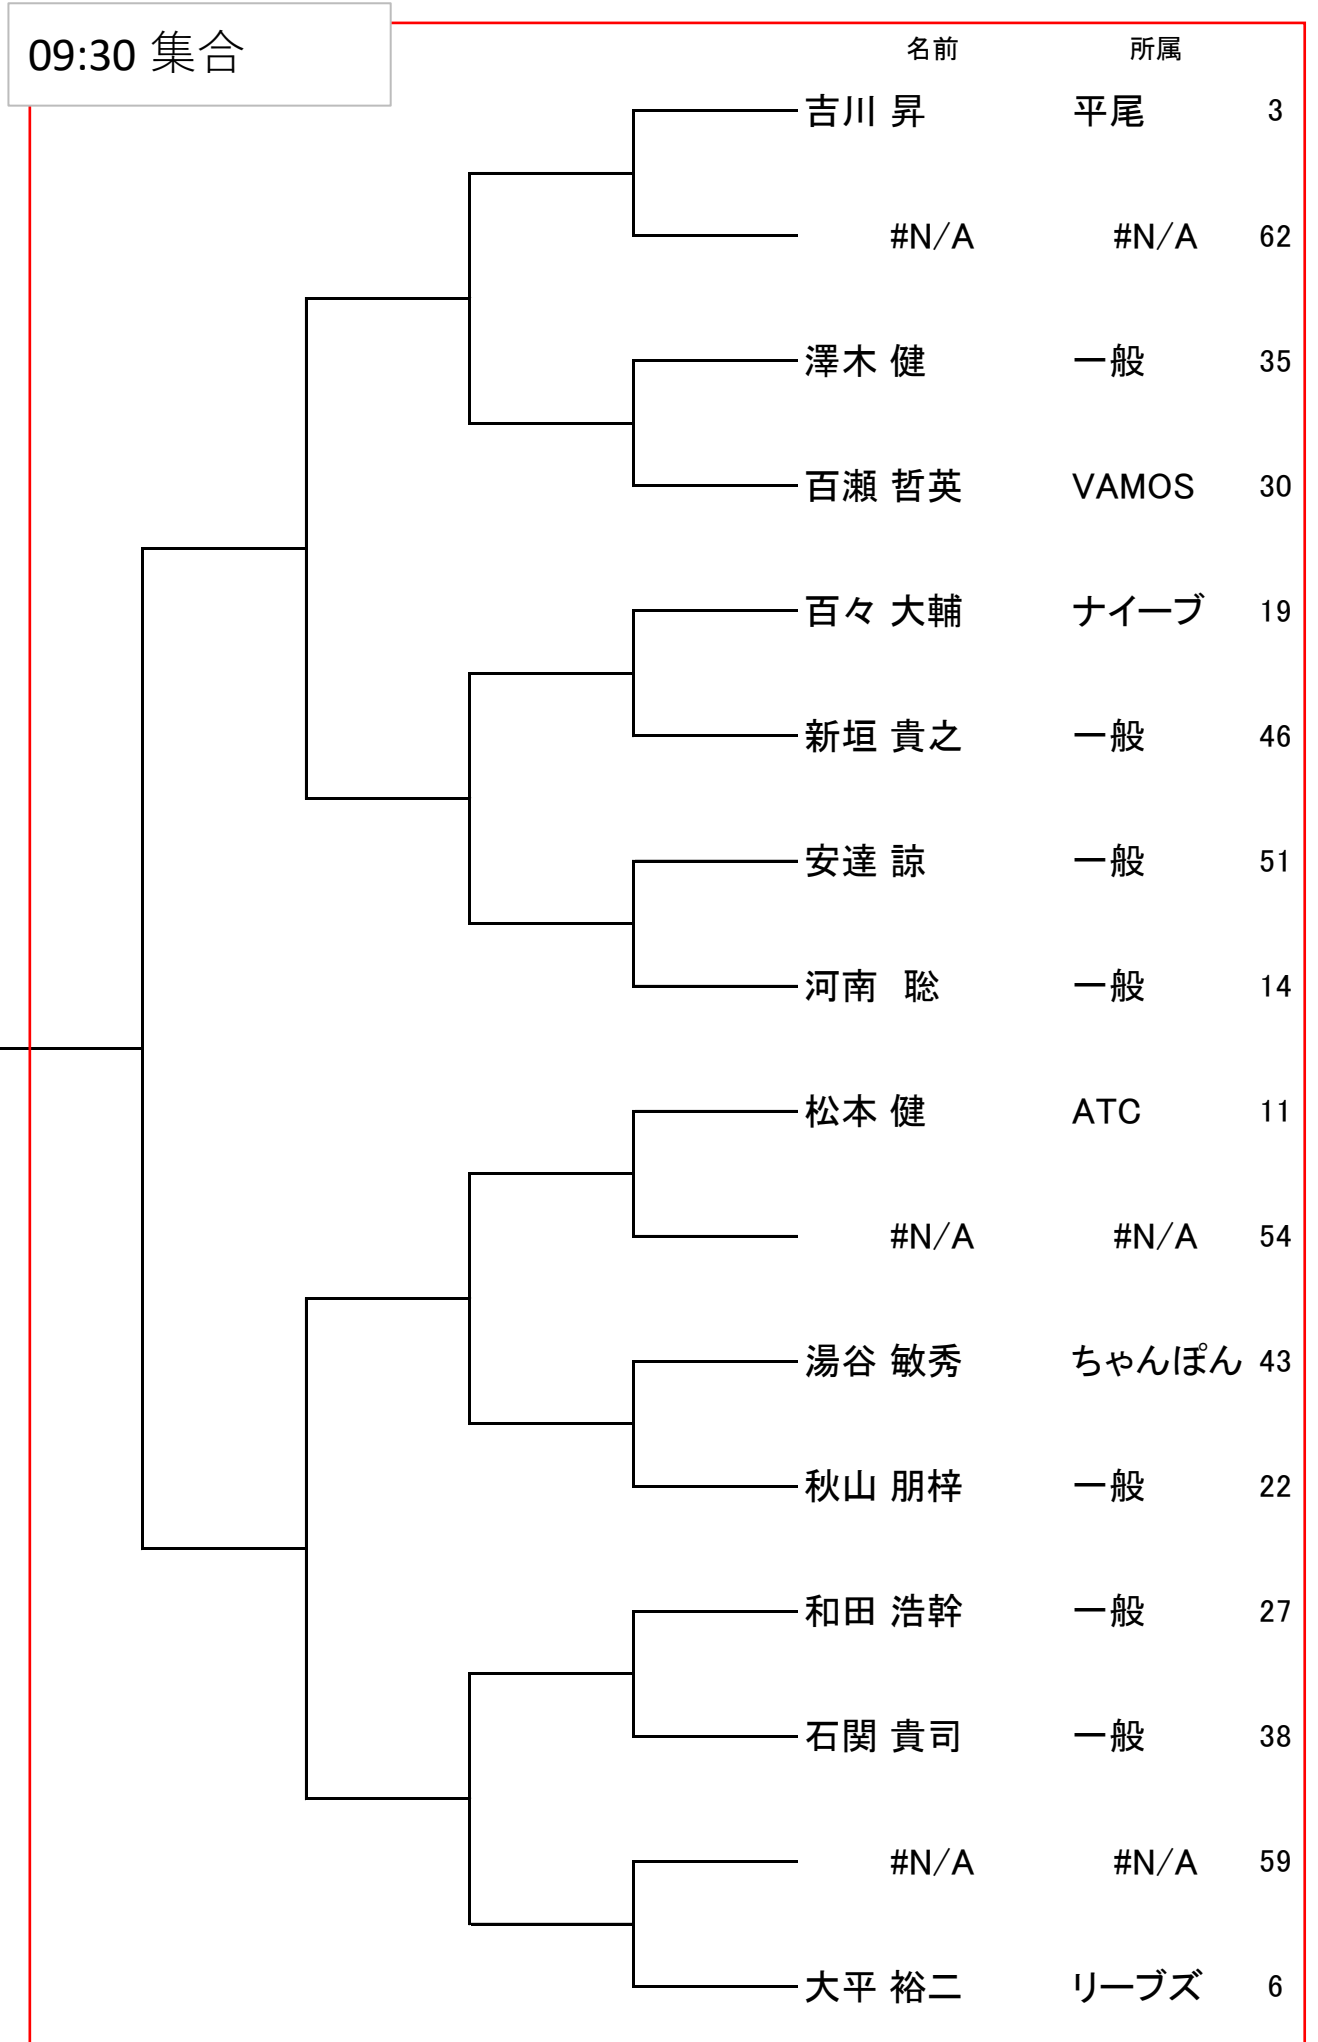 09:30 集合
名前 所属
吉川 昇 平尾 3
#N/A #N/A 62
澤木 健 一般 35
百瀬 哲英 VAMOS 30
百々 大輔 ナイーブ 19
新垣 貴之 一般 46
安達 諒 一般 51
河南 聡 一般 14
松本 健 ATC 11
#N/A #N/A 54
湯谷 敏秀 ちゃんぽん 43
秋山 朋梓 一般 22
和田 浩幹 一般 27
石関 貴司 一般 38
#N/A #N/A 59
大平 裕二 リーブズ 6